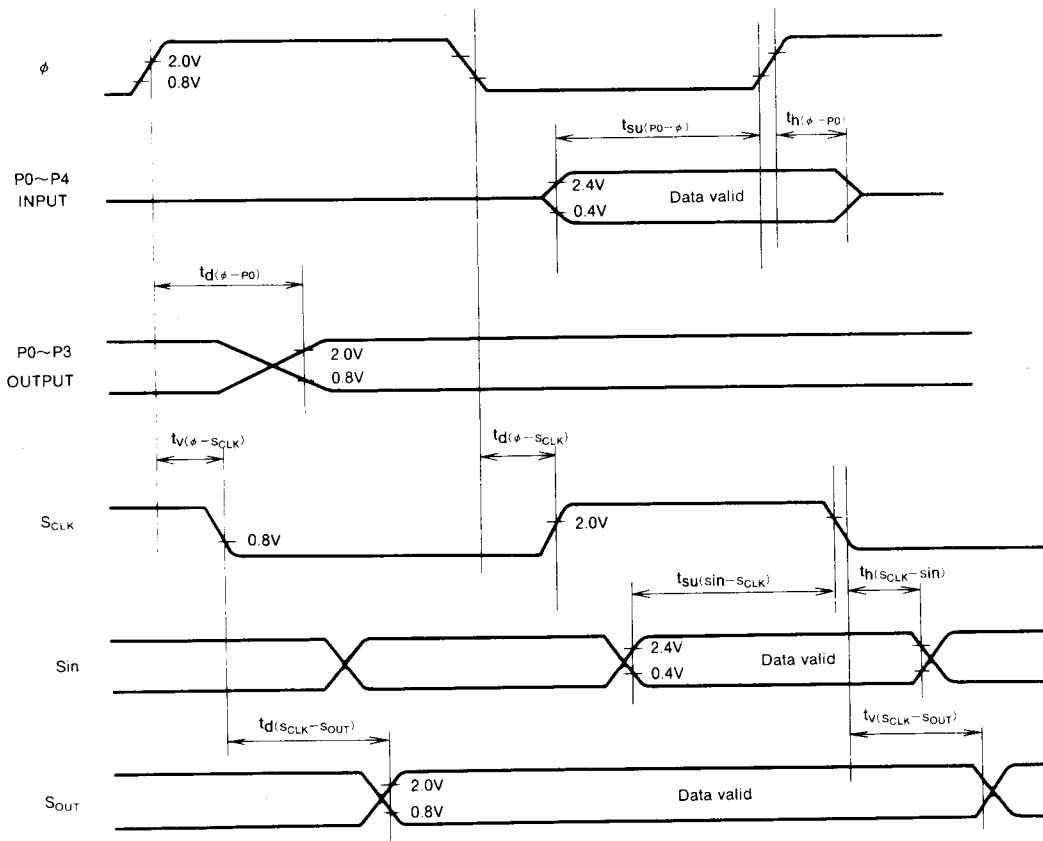 φ
2.0V
0.8V
tsu(P0-φ)
th(φ-P0)
P0~P4
INPUT
2.4V
0.4V
Data valid
td(φ-P0)
P0~P3
OUTPUT
2.0V
0.8V
tv(φ-SCLK)
td(φ-SCLK)
SCLK
0.8V
2.0V
tsu(sin-SCLK)
th(SCLK-sin)
Sin
2.4V
0.4V
Data valid
td(SCLK-SOUT)
tv(SCLK-SOUT)
SOUT
2.0V
0.8V
Data valid